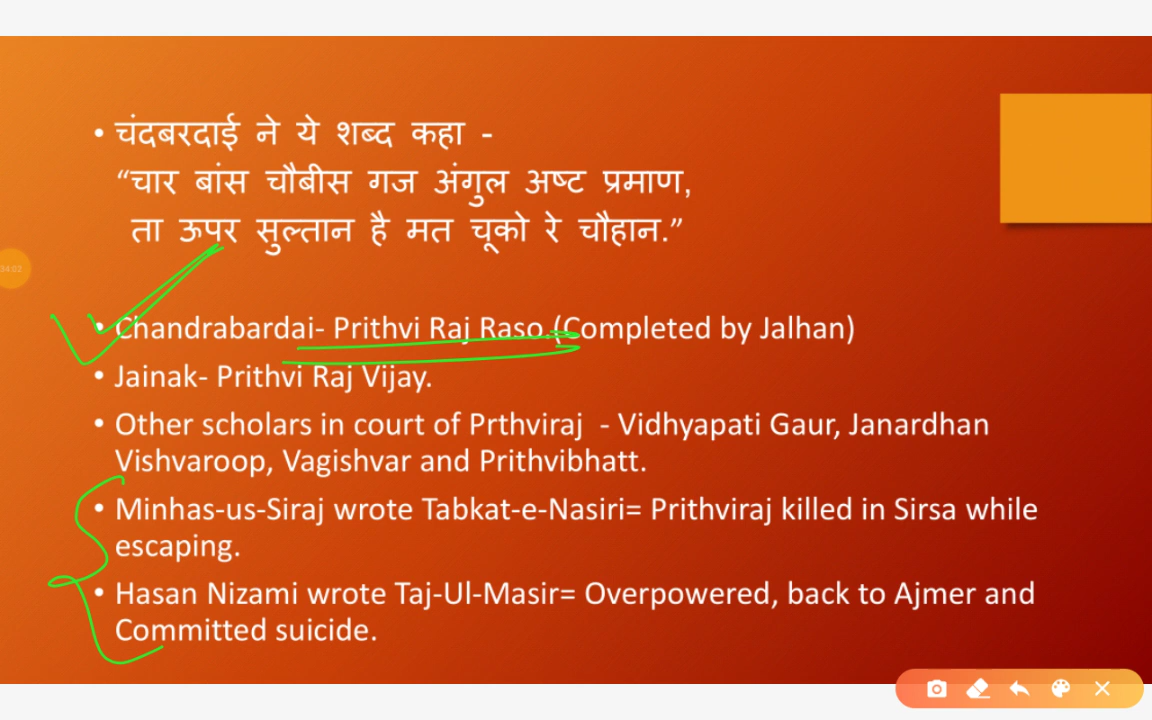 • चंदबरदाई ने ये शब्द कहा -
“चार बांस चौबीस गज अंगुल अष्ट प्रमाण,
ता ऊपर सुल्तान है मत चूको रे चौहान.”
34:02
• Chandrabardai- Prithvi Raj Raso.(Completed by Jalhan)
• Jainak- Prithvi Raj Vijay.
• Other scholars in court of Prthviraj - Vidhyapati Gaur, Janardhan
Vishvaroop, Vagishvar and Prithvibhatt.
• Minhas-us-Siraj wrote Tabkat-e-Nasiri= Prithviraj killed in Sirsa while
escaping.
• Hasan Nizami wrote Taj-Ul-Masir= Overpowered, back to Ajmer and
Committed suicide.